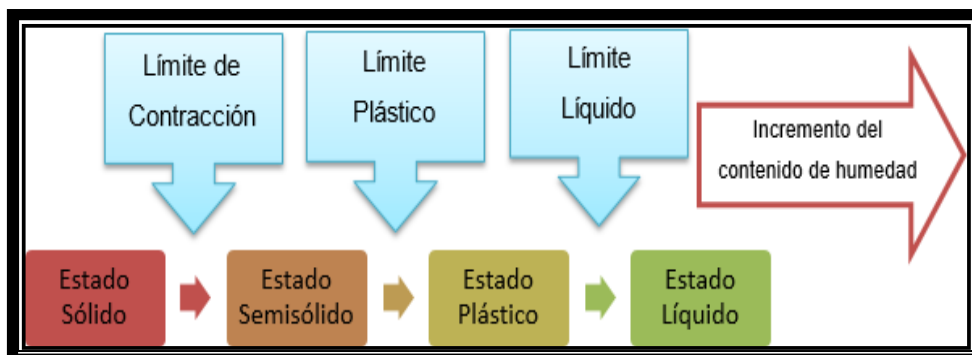 Límite de
Contracción
Límite
Plástico
Límite
Líquido
Incremento del
contenido de humedad
Estado
Sólido
Estado
Semisólido
Estado
Plástico
Estado
Líquido